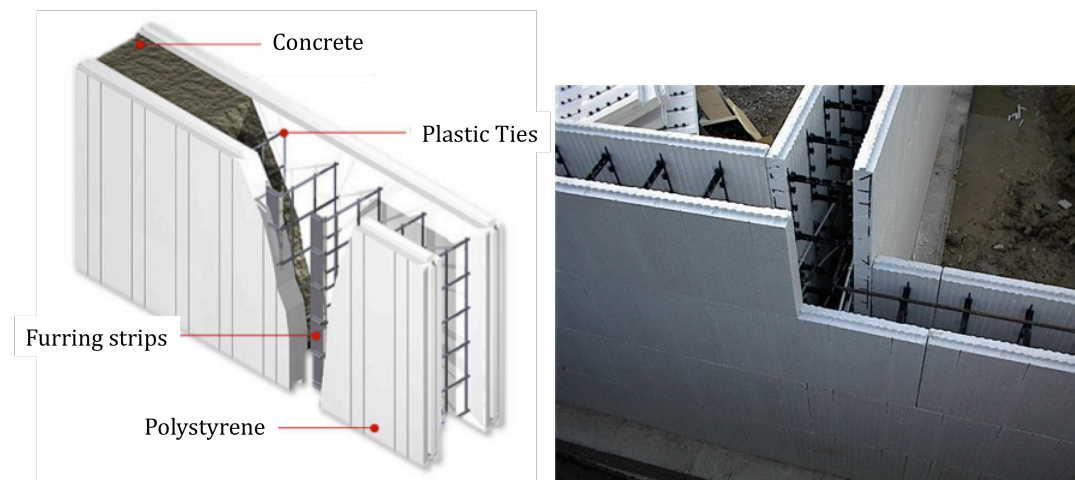 Concrete
Plastic Ties
Furring strips
Polystyrene